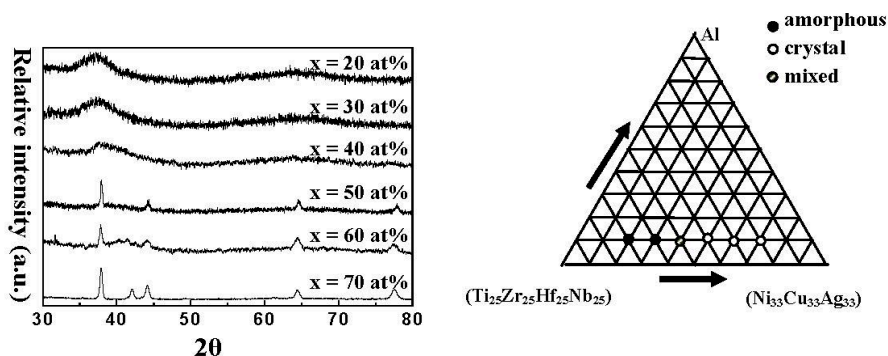 Relative intensity (a.u.)
x = 20 at%
x = 30 at%
x = 40 at%
x = 50 at%
x = 60 at%
x = 70 at%
30 40 50 60 70 80
2θ
Al
amorphous
crystal
mixed
(Ti₂₅Zr₂₅Hf₂₅Nb₂₅)
(Ni₃₃Cu₃₃Ag₃₃)